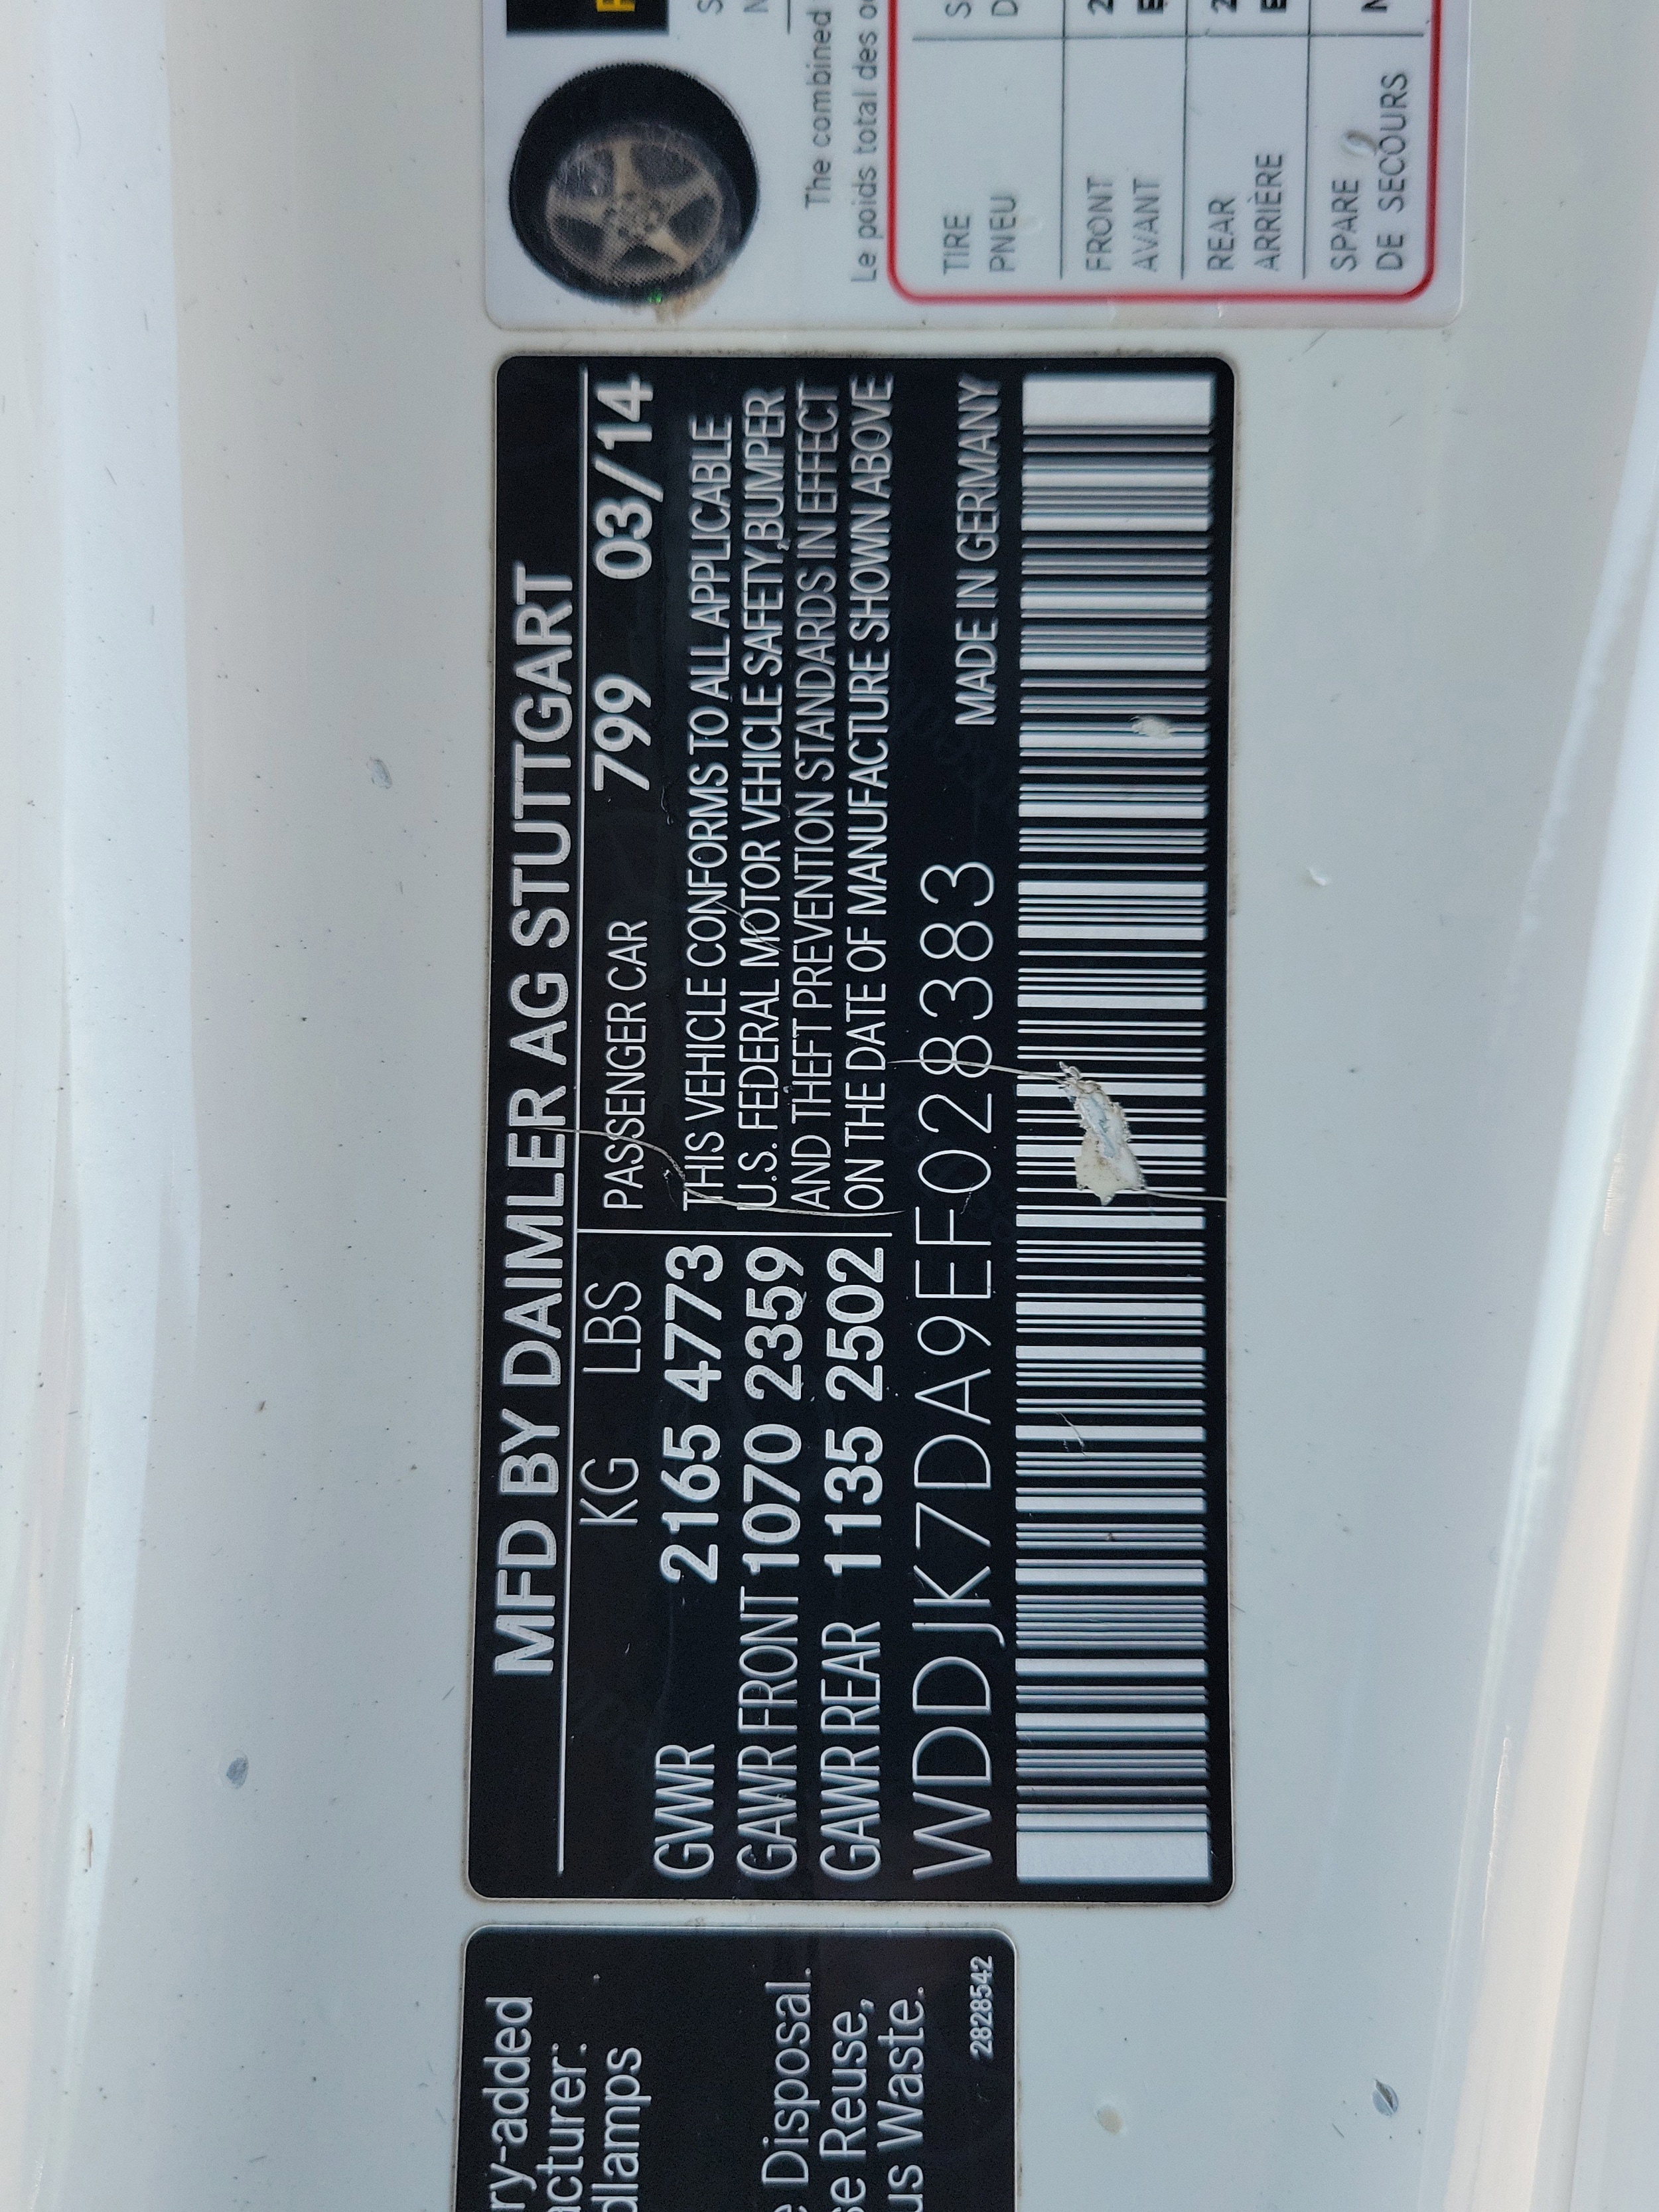 MFD BY DAIMLER AG STUTTGART
KG LBS
GVWR 2165 4773
GAWR FRONT 1070 2359
GAWR REAR 1135 2502
PASSENGER CAR 799 03/14
THIS VEHICLE CONFORMS TO ALL APPLICABLE
U.S. FEDERAL MOTOR VEHICLE SAFETY,BUMPER
AND THEFT PREVENTION STANDARDS IN EFFECT
ON THE DATE OF MANUFACTURE SHOWN ABOVE
WDDJK7DA9EF028383
MADE IN GERMANY
ry-added
acturer:
dlamps
e Disposal.
se Reuse,
us Waste.
2828542
The combined
Le poids total des
TIRE
PNEU
FRONT
AVANT
REAR
ARRIÈRE
SPARE
DE SECOURS